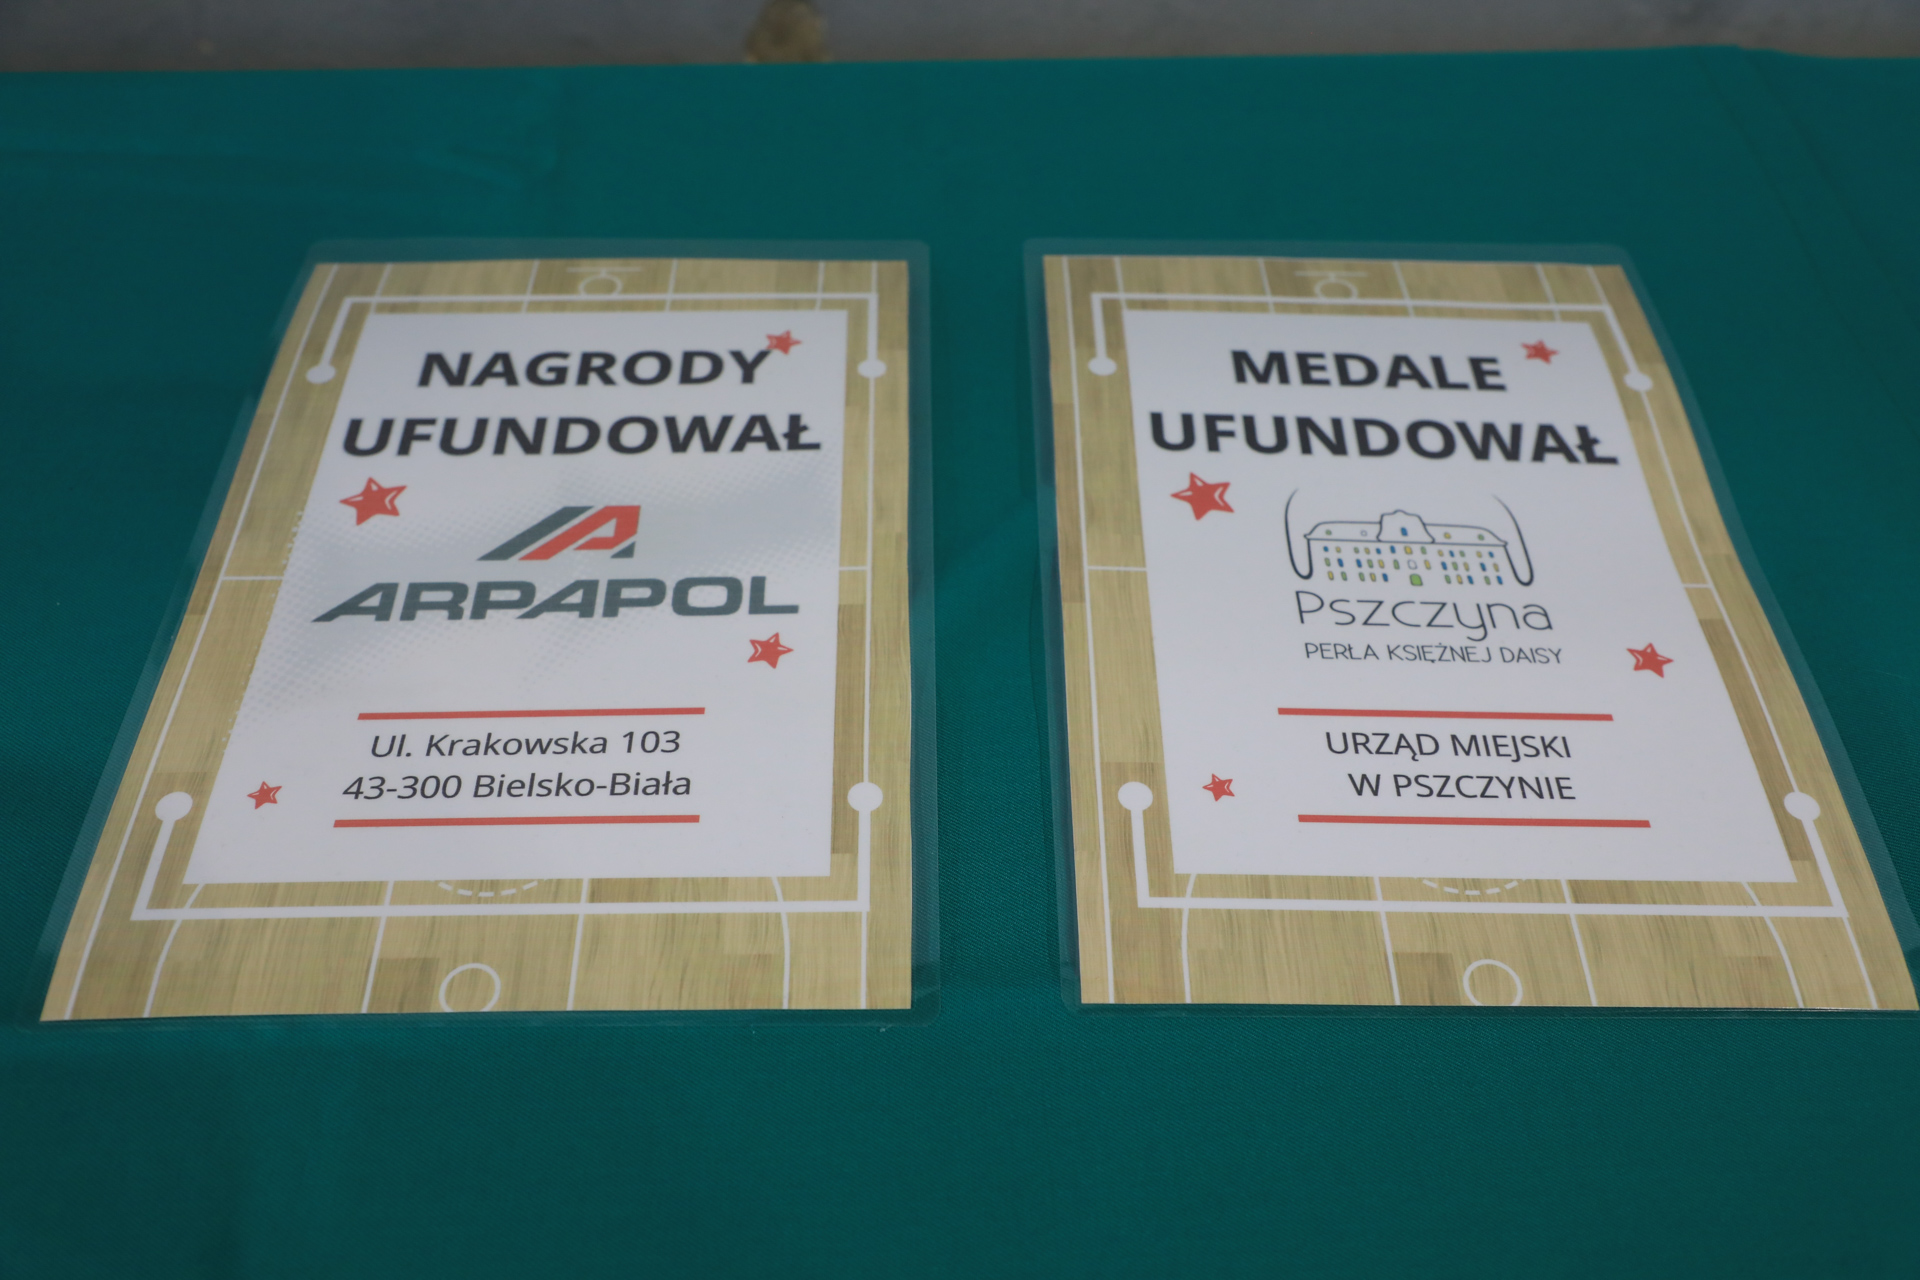 NAGRODY
UFUNDOWAŁ
ARPAPOL
Ul. Krakowska 103
43-300 Bielsko-Biała
MEDALE
UFUNDOWAŁ
Pszczyna
PERŁA KSIĘŻNEJ DAISY
URZĄD MIEJSKI
W PSZCZYNIE